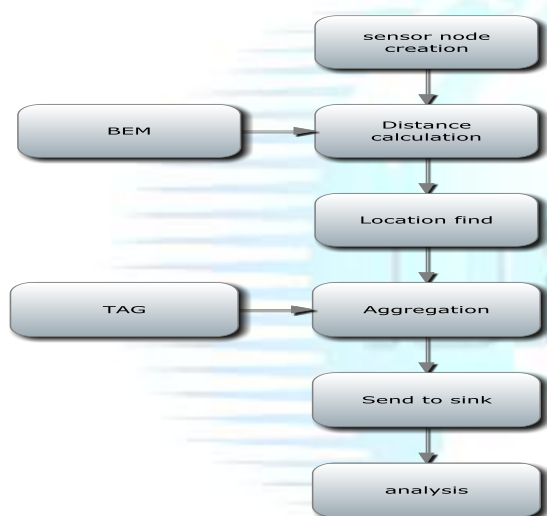 sensor node
creation
BEM
Distance
calculation
Location find
TAG
Aggregation
Send to sink
analysis